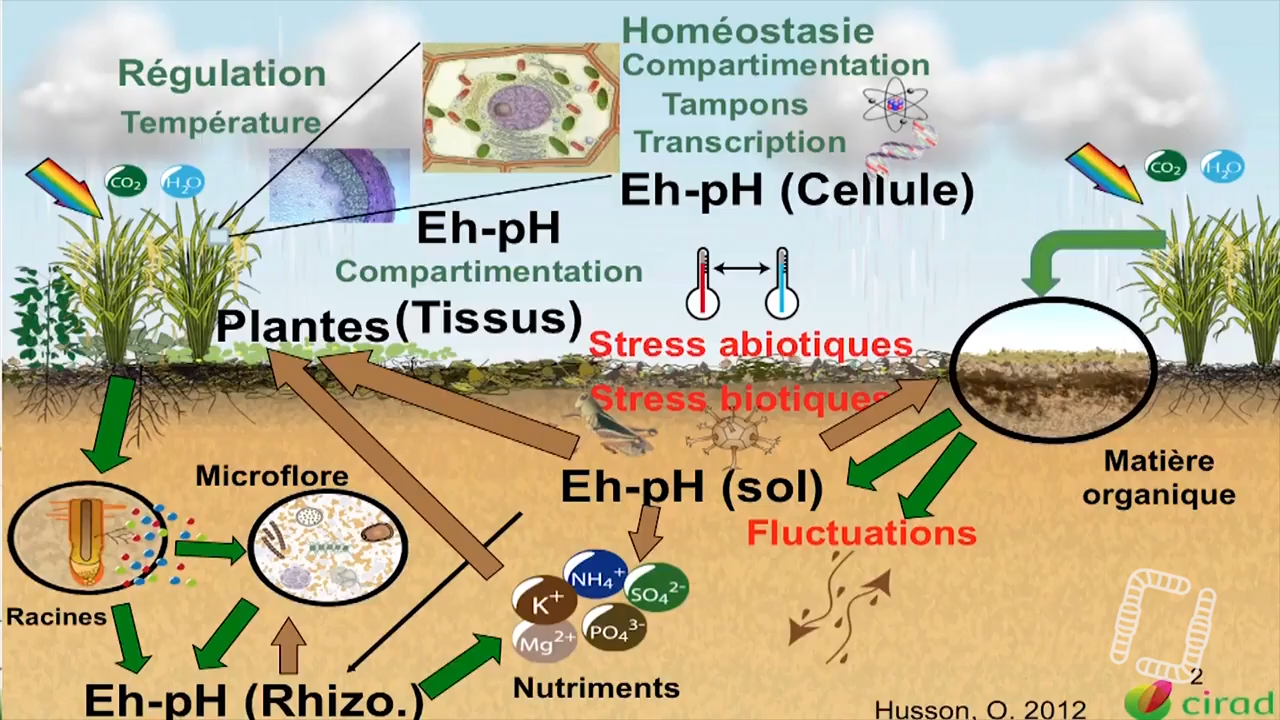 Homéostasie
Compartimentation
Tampons
Transcription
Eh-pH (Cellule)
Régulation
Température
CO2
H2O
CO2
H2O
Eh-pH
Compartimentation
Plantes
(Tissus)
Stress abiotiques
Stress biotiques
Matière
organique
Eh-pH (sol)
Fluctuations
Microflore
Racines
NH4+
K+
SO42-
PO43-
Mg2+
Nutriments
Eh-pH (Rhizo.)
2
Husson, O. 2012
cirad